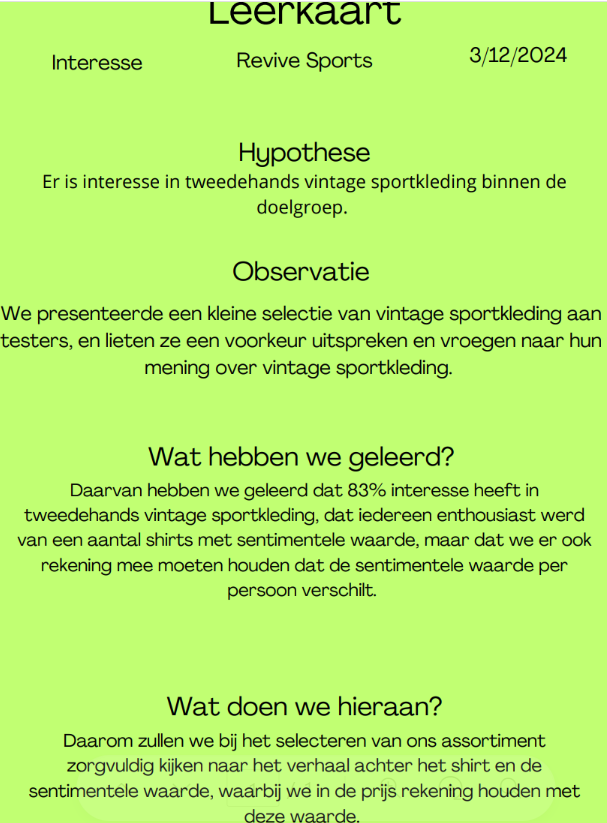 Leerkaart
Interesse
Revive Sports
3/12/2024
Hypothese
Er is interesse in tweedehands vintage sportkleding binnen de
doelgroep.
Observatie
We presenteerde een kleine selectie van vintage sportkleding aan
testers, en lieten ze een voorkeur uitspreken en vroegen naar hun
mening over vintage sportkleding.
Wat hebben we geleerd?
Daarvan hebben we geleerd dat 83% interesse heeft in
tweedehands vintage sportkleding, dat iedereen enthousiast werd
van een aantal shirts met sentimentele waarde, maar dat we er ook
rekening mee moeten houden dat de sentimentele waarde per
persoon verschilt.
Wat doen we hieraan?
Daarom zullen we bij het selecteren van ons assortiment
zorgvuldig kijken naar het verhaal achter het shirt en de
sentimentele waarde, waarbij we in de prijs rekening houden met
deze waarde.